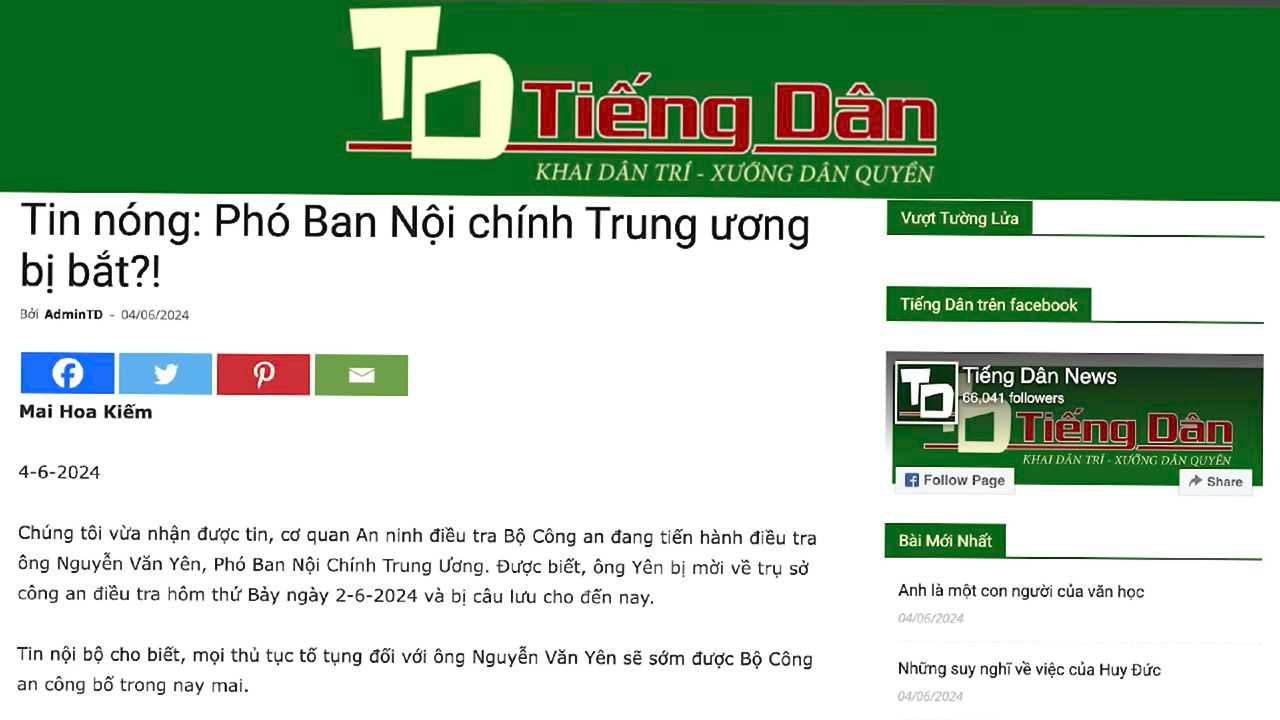 TD Tiếng Dân
KHAI DÂN TRÍ - XƯỚNG DÂN QUYỀN
Tin nóng: Phó Ban Nội chính Trung ương
bị bắt?!
Bởi AdminTD - 04/06/2024
Mai Hoa Kiếm
4-6-2024
Chúng tôi vừa nhận được tin, cơ quan An ninh điều tra Bộ Công an đang tiến hành điều tra
ông Nguyễn Văn Yên, Phó Ban Nội Chính Trung Ương. Được biết, ông Yên bị mời về trụ sở
công an điều tra hôm thứ Bảy ngày 2-6-2024 và bị câu lưu cho đến nay.
Tin nội bộ cho biết, mọi thủ tục tố tụng đối với ông Nguyễn Văn Yên sẽ sớm được Bộ Công
an công bố trong nay mai.
Vượt Tường Lửa
Tiếng Dân trên facebook
TD Tiếng Dân News
66,041 followers
TD Tiếng Dân
KHAI DÂN TRÍ - XƯỚNG DÂN QUYỀN
Follow Page
Share
Bài Mới Nhất
Anh là một con người của văn học
04/06/2024
Những suy nghĩ về việc của Huy Đức
04/06/2024